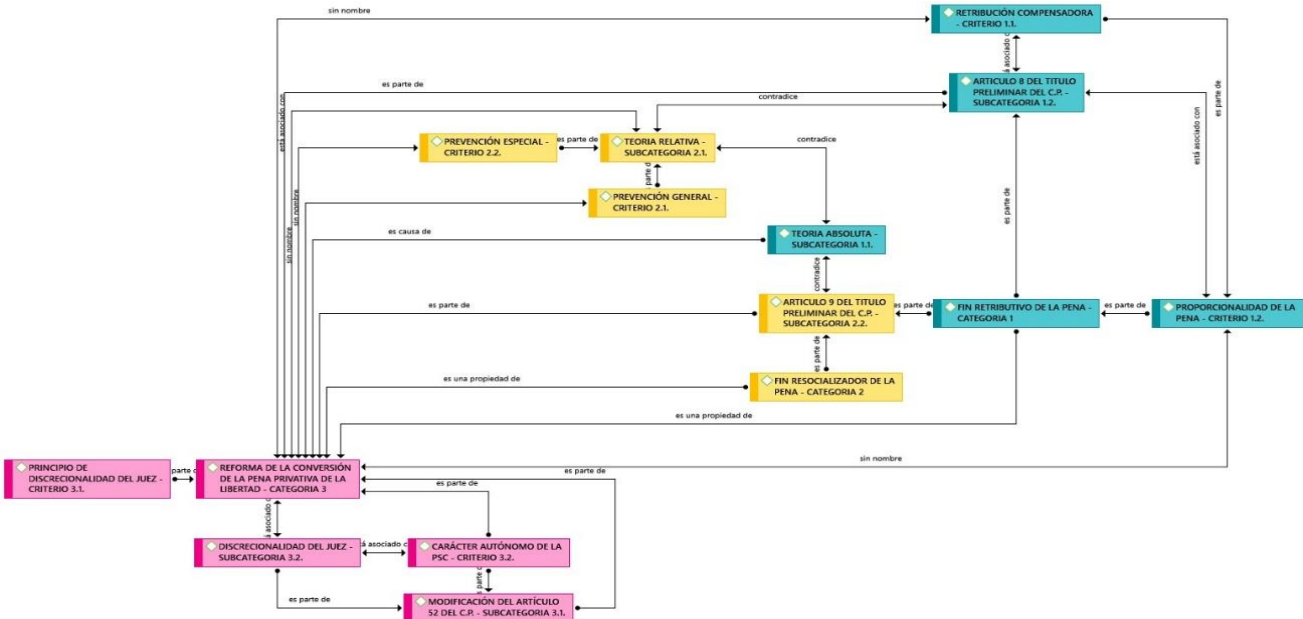 sin nombre
RETRIBUCIÓN COMPENSADORA
- CRITERIO 1.1.
es parte de
ARTICULO 8 DEL TITULO
PRELIMINAR DEL C.P. -
SUBCATEGORIA 1.2.
contradice
es parte de
está asociado con
está asociado con
PREVENCIÓN ESPECIAL -
CRITERIO 2.2.
es parte de
TEORIA RELATIVA -
SUBCATEGORIA 2.1.
contradice
sin nombre
sin nombre
parte d
PREVENCIÓN GENERAL -
CRITERIO 2.1.
es parte de
es causa de
TEORIA ABSOLUTA -
SUBCATEGORIA 1.1.
contradice
es parte de
ARTICULO 9 DEL TITULO
PRELIMINAR DEL C.P. -
SUBCATEGORIA 2.2.
es parte de
FIN RETRIBUTIVO DE LA PENA -
CATEGORIA 1
es parte de
PROPORCIONALIDAD DE LA
PENA - CRITERIO 1.2.
es parte de
es una propiedad de
FIN RESOCIALIZADOR DE LA
PENA - CATEGORIA 2
es una propiedad de
sin nombre
PRINCIPIO DE
DISCRECIONALIDAD DEL JUEZ -
CRITERIO 3.1.
parte
REFORMA DE LA CONVERSIÓN
DE LA PENA PRIVATIVA DE LA
LIBERTAD - CATEGORIA 3
es parte de
es parte de
á asociado c
DISCRECIONALIDAD DEL JUEZ -
SUBCATEGORIA 3.2.
tá asociado c
CARÁCTER AUTÓNOMO DE LA
PSC - CRITERIO 3.2.
parte d
es parte de
MODIFICACIÓN DEL ARTÍCULO
52 DEL C.P. - SUBCATEGORIA 3.1.